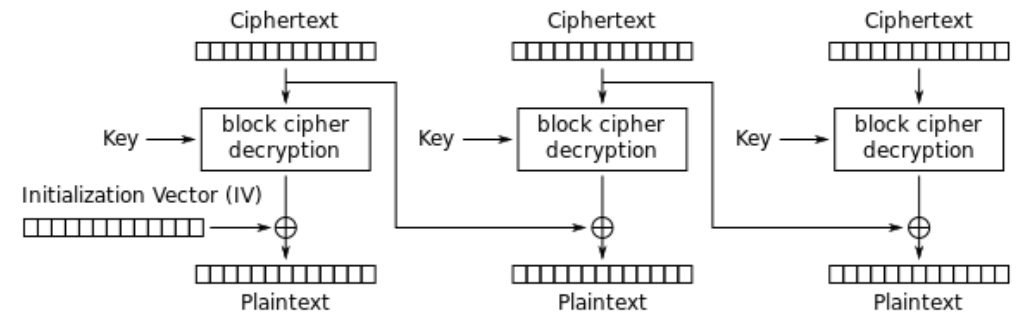 Ciphertext
Ciphertext
Ciphertext
Key
block cipher
decryption
Key
block cipher
decryption
Key
block cipher
decryption
Initialization Vector (IV)
Plaintext
Plaintext
Plaintext